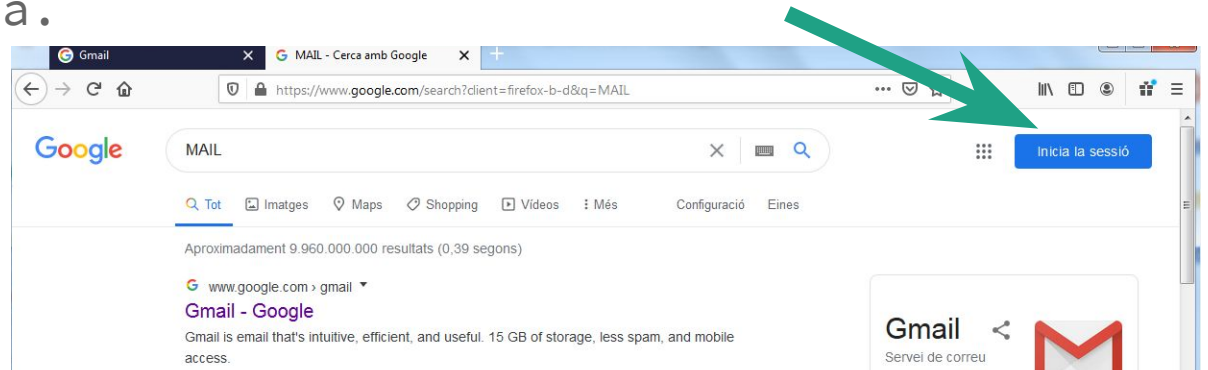 a.
Gmail
MAIL - Cerca amb Google
https://www.google.com/search?client=firefox-b-d&q=MAIL
Google
MAIL
Inicia la sessió
Tot Imatges Maps Shopping Vídeos Més Configuració Eines
Aproximadament 9.960.000.000 resultats (0,39 segons)
www.google.com › gmail
Gmail - Google
Gmail is email that's intuitive, efficient, and useful. 15 GB of storage, less spam, and mobile
access.
Gmail
Servei de correu